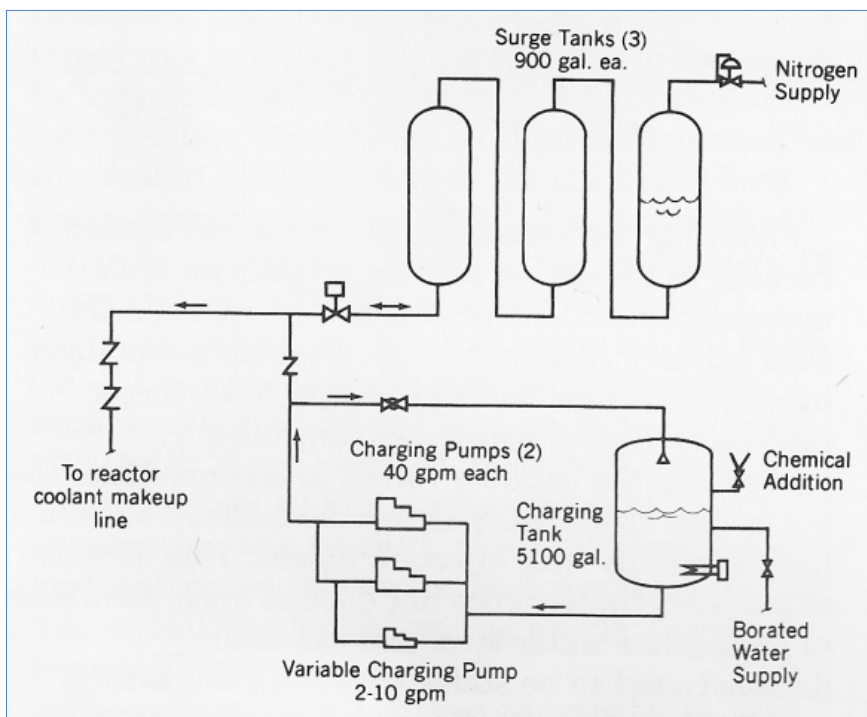 Surge Tanks (3)
900 gal. ea.
Nitrogen
Supply
To reactor
coolant makeup
line
Charging Pumps (2)
40 gpm each
Charging
Tank
5100 gal.
Chemical
Addition
Borated
Water
Supply
Variable Charging Pump
2-10 gpm